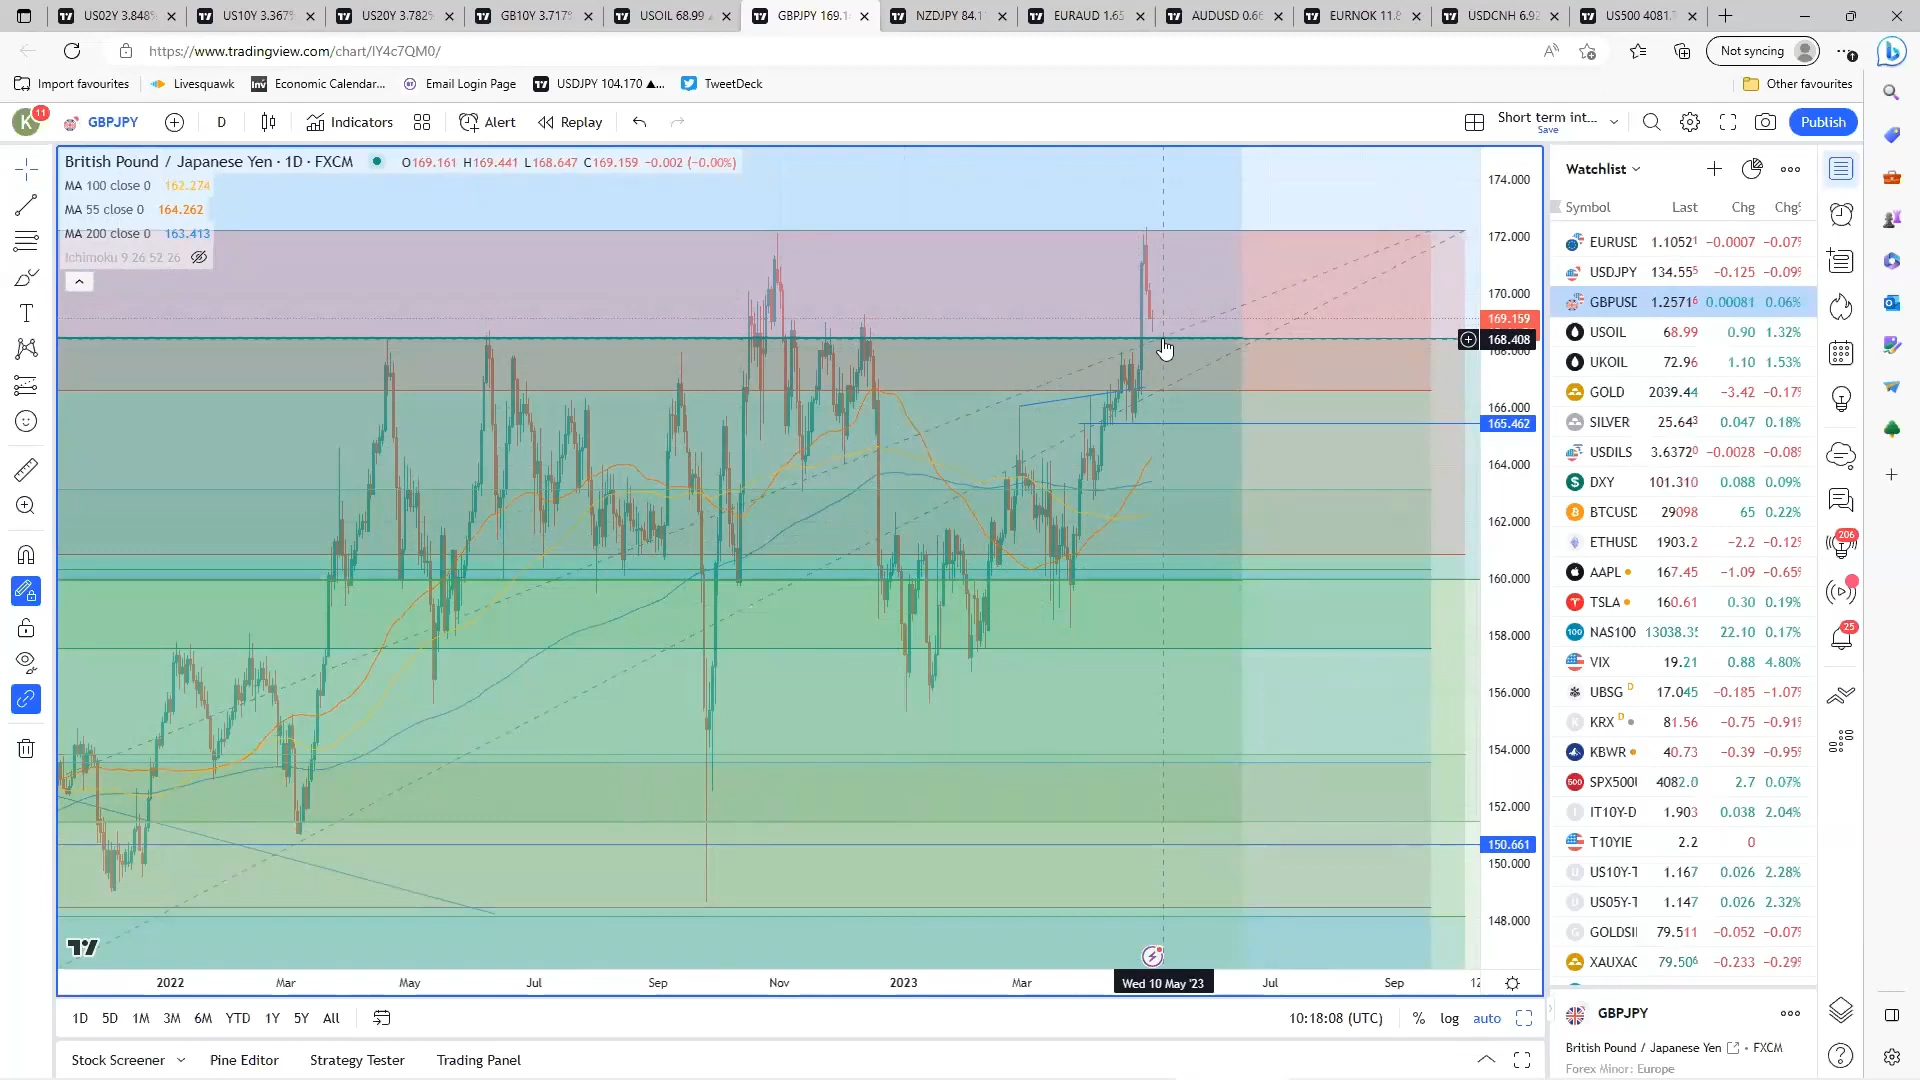 US02Y 3.848%
US10Y 3.367%
US20Y 3.782%
GB10Y 3.717%
USOIL 68.99
GBPJPY 169.1
NZDJPY 84.1
EURAUD 1.65
AUDUSD 0.66
EURNOK 11.8
USDCNH 6.92
US500 4081.
https://www.tradingview.com/chart/lY4c7QM0/
Not syncing
Import favourites
Livesquawk
Economic Calendar...
Email Login Page
USDJPY 104.170 ▲...
TweetDeck
Other favourites
K 11 GBPJPY D Indicators Alert Replay
Short term int...
Save
Publish
British Pound / Japanese Yen · 1D · FXCM O169.161 H169.441 L168.647 C169.159 −0.002 (−0.00%)
MA 100 close 0 162.274
MA 55 close 0 164.262
MA 200 close 0 163.413
Ichimoku 9 26 52 26
174.000
172.000
170.000
169.159
168.408
168.000
166.000
165.462
164.000
162.000
160.000
158.000
156.000
154.000
152.000
150.661
150.000
148.000
2022 Mar May Jul Sep Nov 2023 Mar Wed 10 May '23 Jul Sep 12
1D 5D 1M 3M 6M YTD 1Y 5Y All
10:18:08 (UTC) % log auto
Stock Screener Pine Editor Strategy Tester Trading Panel
Watchlist
Symbol Last Chg Chg%
EURUSD 1.10521 −0.0007 −0.07%
USDJPY 134.555 −0.125 −0.09%
GBPUSD 1.25716 0.00081 0.06%
USOIL 68.99 0.90 1.32%
UKOIL 72.96 1.10 1.53%
GOLD 2039.44 −3.42 −0.17%
SILVER 25.643 0.047 0.18%
USDILS 3.63720 −0.0028 −0.08%
DXY 101.310 0.088 0.09%
BTCUSD 29098 65 0.22%
ETHUSD 1903.2 −2.2 −0.12%
AAPL 167.45 −1.09 −0.65%
TSLA 160.61 0.30 0.19%
NAS100 13038.35 22.10 0.17%
VIX 19.21 0.88 4.80%
UBSG D 17.045 −0.185 −1.07%
KRX D 81.56 −0.75 −0.91%
KBWR 40.73 −0.39 −0.95%
SPX500U 4082.0 2.7 0.07%
IT10Y-D 1.903 0.038 2.04%
T10YIE 2.2 0
US10Y-T 1.167 0.026 2.28%
US05Y-T 1.147 0.026 2.32%
GOLDSI 79.511 −0.052 −0.07%
XAUXAG 79.506 −0.233 −0.29%
206
25
GBPJPY
British Pound / Japanese Yen • FXCM
Forex Minor: Europe